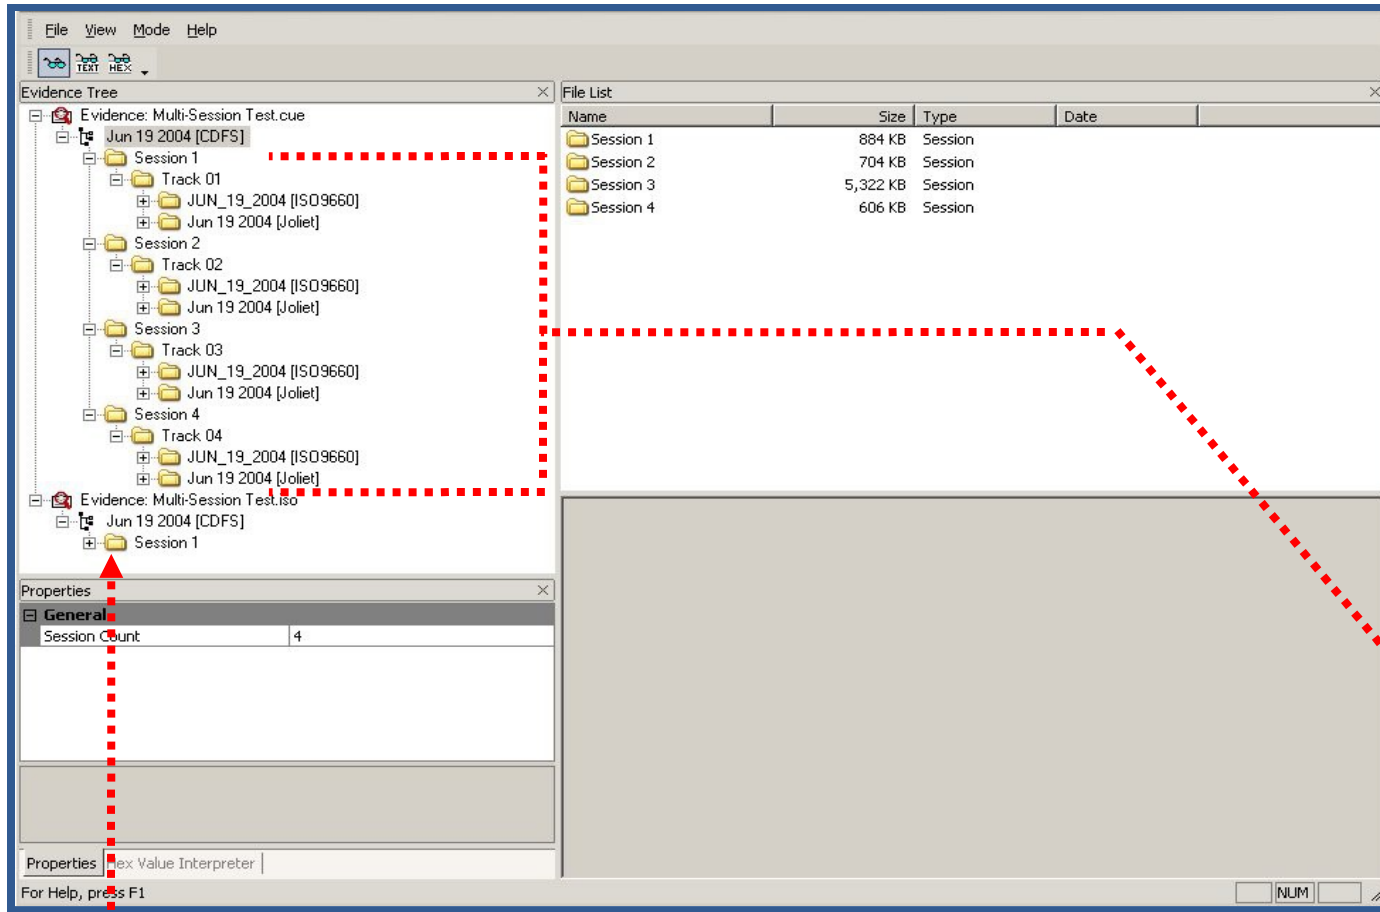 File View Mode Help
TEXT HEX
Evidence Tree
Evidence: Multi-Session Test.cue
Jun 19 2004 [CDFS]
Session 1
Track 01
JUN_19_2004 [ISO9660]
Jun 19 2004 [Joliet]
Session 2
Track 02
JUN_19_2004 [ISO9660]
Jun 19 2004 [Joliet]
Session 3
Track 03
JUN_19_2004 [ISO9660]
Jun 19 2004 [Joliet]
Session 4
Track 04
JUN_19_2004 [ISO9660]
Jun 19 2004 [Joliet]
Evidence: Multi-Session Test.iso
Jun 19 2004 [CDFS]
Session 1
File List
Name Size Type Date
Session 1 884 KB Session
Session 2 704 KB Session
Session 3 5,322 KB Session
Session 4 606 KB Session
Properties
General
Session Count 4
Properties Hex Value Interpreter
For Help, press F1 NUM